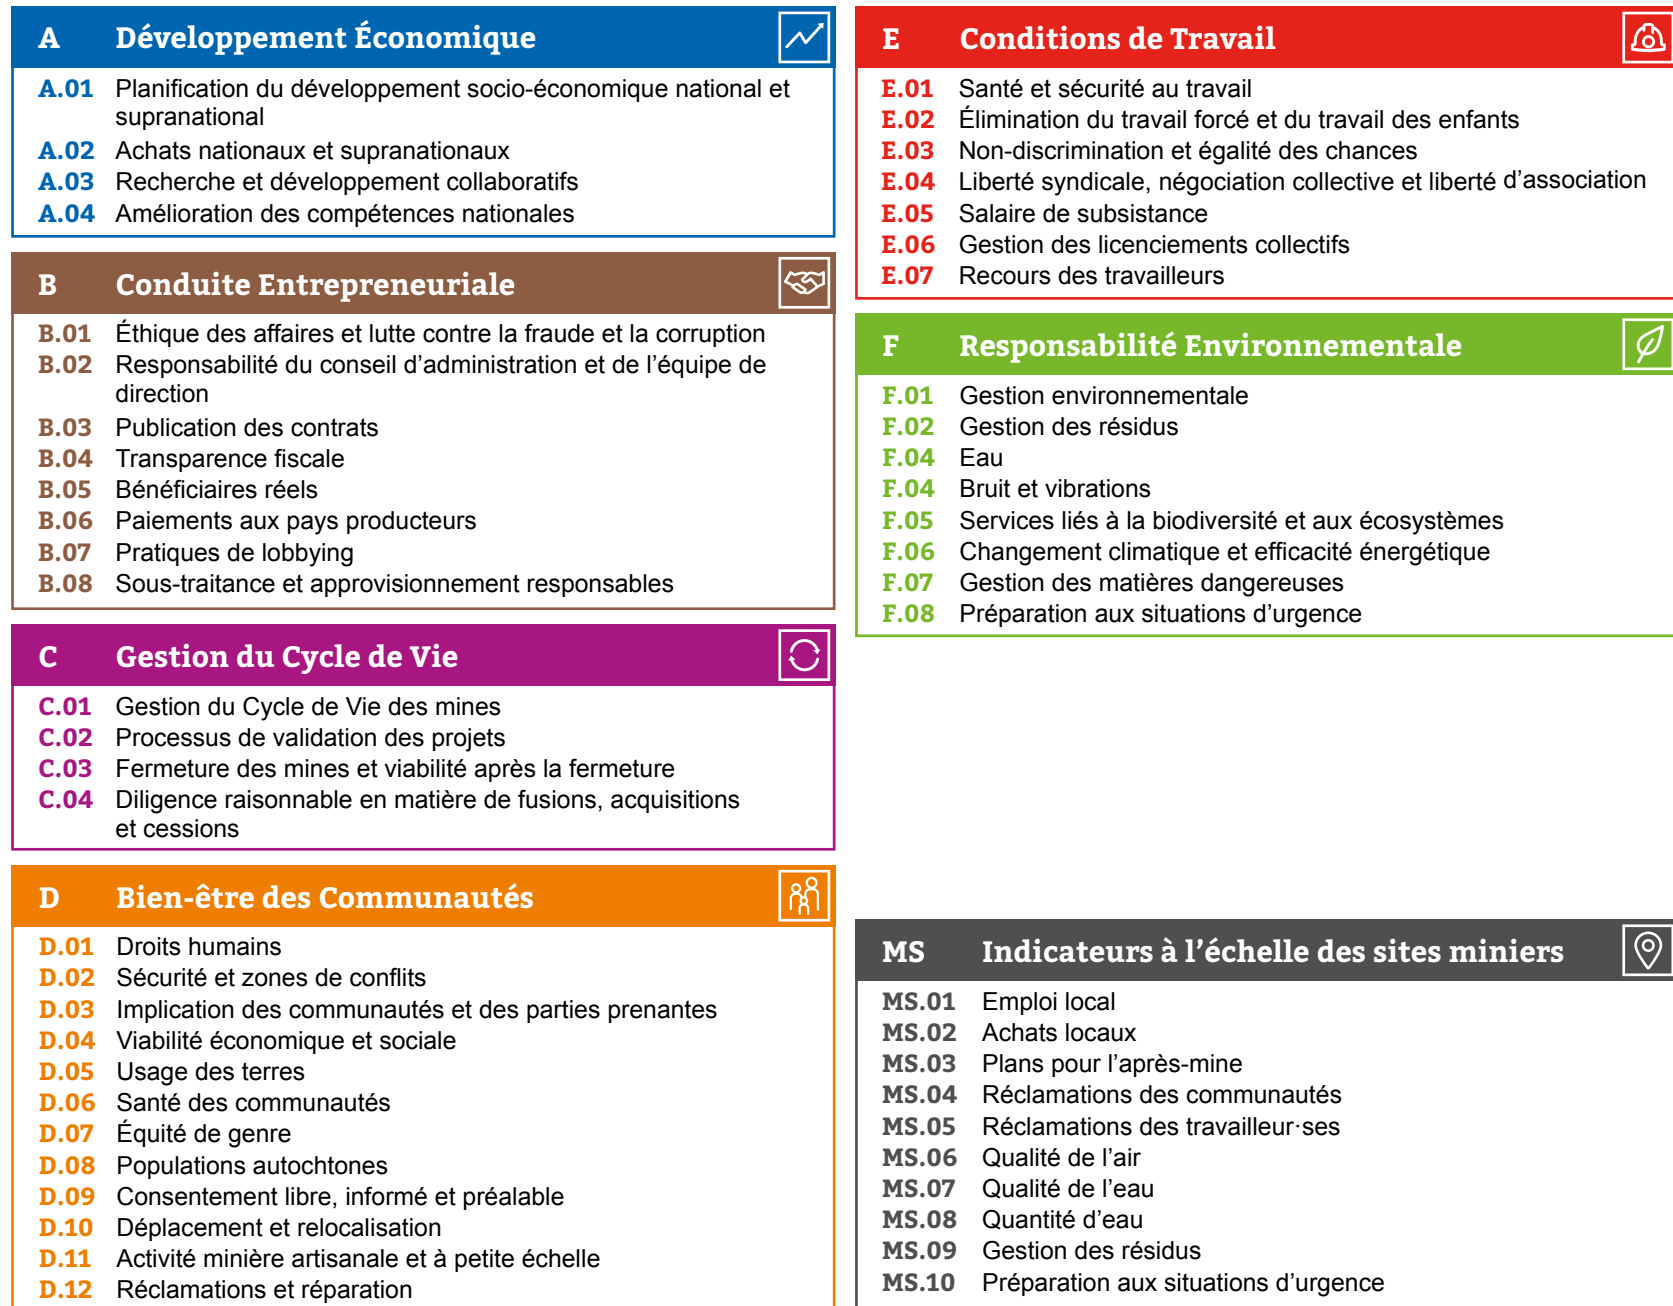 A Développement Économique
A.01 Planification du développement socio-économique national et
supranational
A.02 Achats nationaux et supranationaux
A.03 Recherche et développement collaboratifs
A.04 Amélioration des compétences nationales
B Conduite Entrepreneuriale
B.01 Éthique des affaires et lutte contre la fraude et la corruption
B.02 Responsabilité du conseil d’administration et de l’équipe de
direction
B.03 Publication des contrats
B.04 Transparence fiscale
B.05 Bénéficiaires réels
B.06 Paiements aux pays producteurs
B.07 Pratiques de lobbying
B.08 Sous-traitance et approvisionnement responsables
C Gestion du Cycle de Vie
C.01 Gestion du Cycle de Vie des mines
C.02 Processus de validation des projets
C.03 Fermeture des mines et viabilité après la fermeture
C.04 Diligence raisonnable en matière de fusions, acquisitions
et cessions
D Bien-être des Communautés
D.01 Droits humains
D.02 Sécurité et zones de conflits
D.03 Implication des communautés et des parties prenantes
D.04 Viabilité économique et sociale
D.05 Usage des terres
D.06 Santé des communautés
D.07 Équité de genre
D.08 Populations autochtones
D.09 Consentement libre, informé et préalable
D.10 Déplacement et relocalisation
D.11 Activité minière artisanale et à petite échelle
D.12 Réclamations et réparation
E Conditions de Travail
E.01 Santé et sécurité au travail
E.02 Élimination du travail forcé et du travail des enfants
E.03 Non-discrimination et égalité des chances
E.04 Liberté syndicale, négociation collective et liberté d’association
E.05 Salaire de subsistance
E.06 Gestion des licenciements collectifs
E.07 Recours des travailleurs
F Responsabilité Environnementale
F.01 Gestion environnementale
F.02 Gestion des résidus
F.04 Eau
F.04 Bruit et vibrations
F.05 Services liés à la biodiversité et aux écosystèmes
F.06 Changement climatique et efficacité énergétique
F.07 Gestion des matières dangereuses
F.08 Préparation aux situations d’urgence
MS Indicateurs à l’échelle des sites miniers
MS.01 Emploi local
MS.02 Achats locaux
MS.03 Plans pour l’après-mine
MS.04 Réclamations des communautés
MS.05 Réclamations des travailleur·ses
MS.06 Qualité de l’air
MS.07 Qualité de l’eau
MS.08 Quantité d’eau
MS.09 Gestion des résidus
MS.10 Préparation aux situations d’urgence